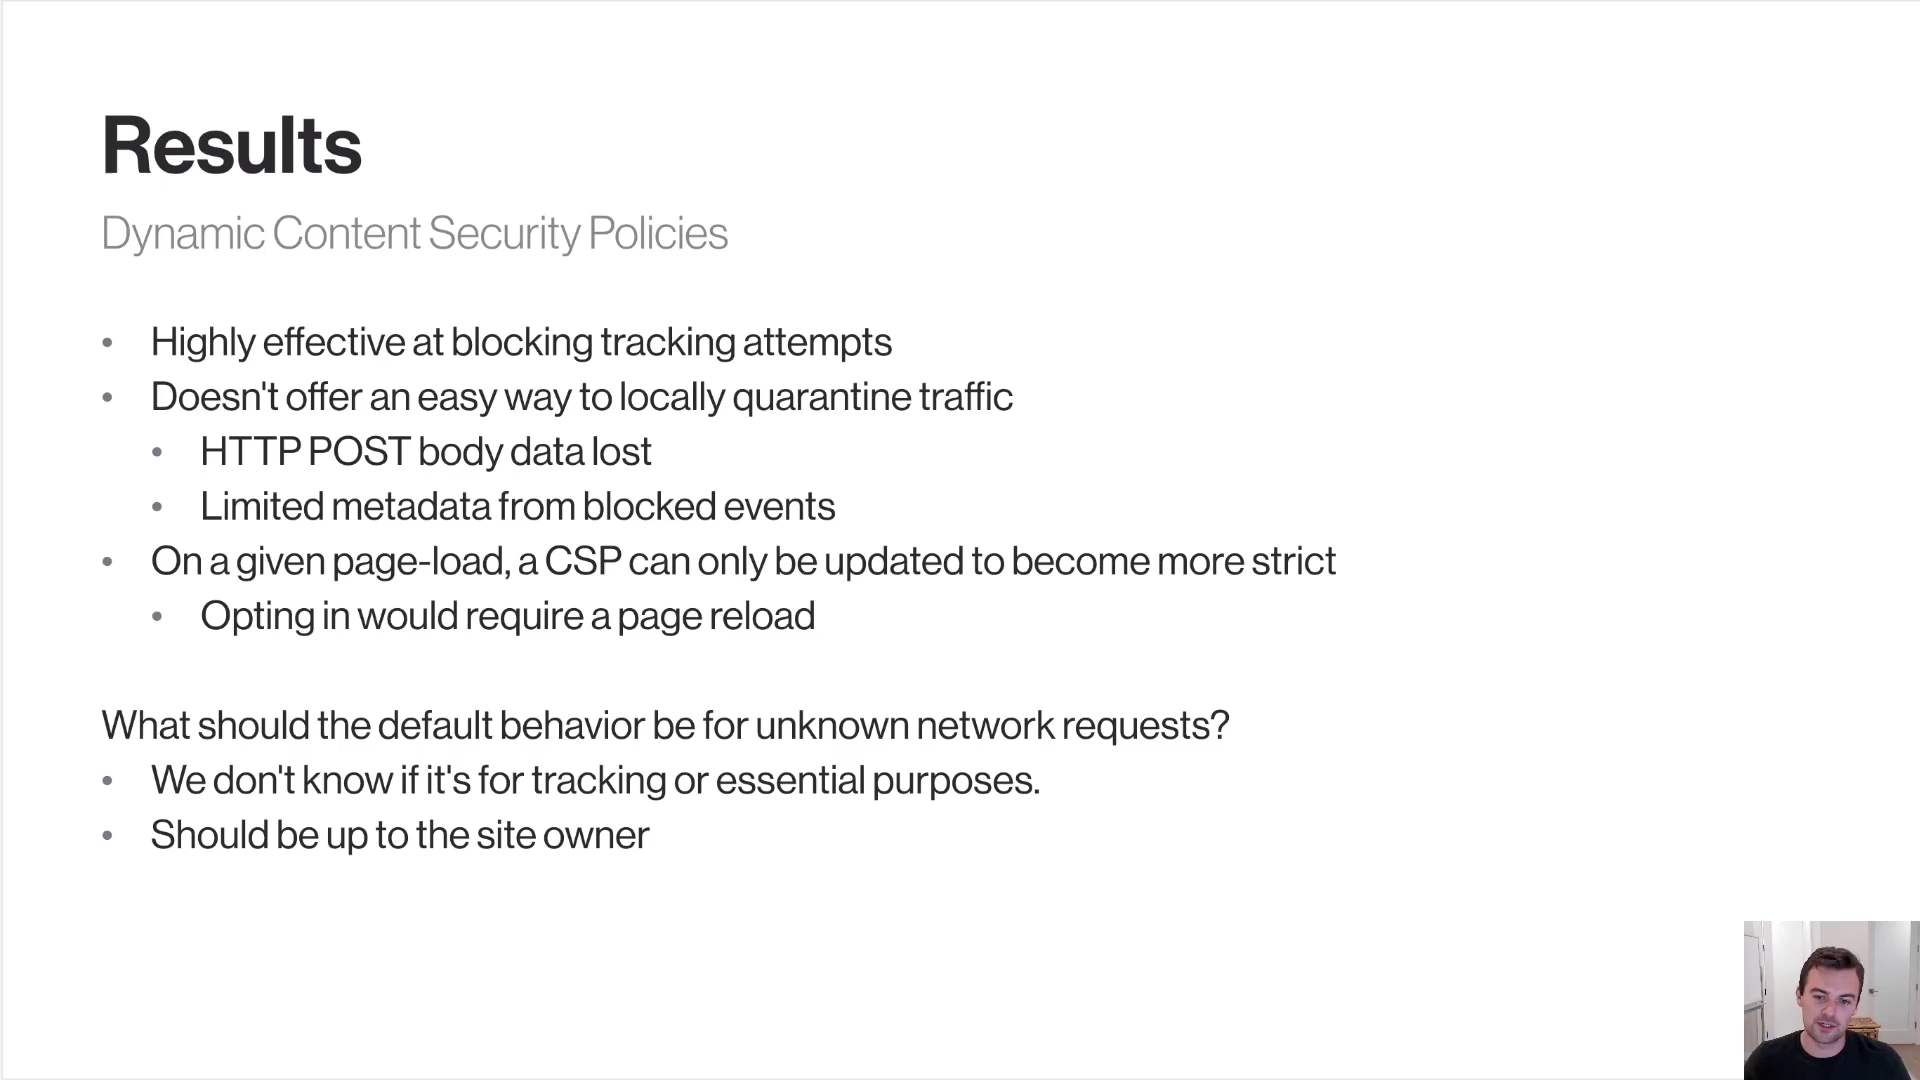 Results
Dynamic Content Security Policies
• Highly effective at blocking tracking attempts
• Doesn't offer an easy way to locally quarantine traffic
• HTTP POST body data lost
• Limited metadata from blocked events
• On a given page-load, a CSP can only be updated to become more strict
• Opting in would require a page reload
What should the default behavior be for unknown network requests?
• We don't know if it's for tracking or essential purposes.
• Should be up to the site owner